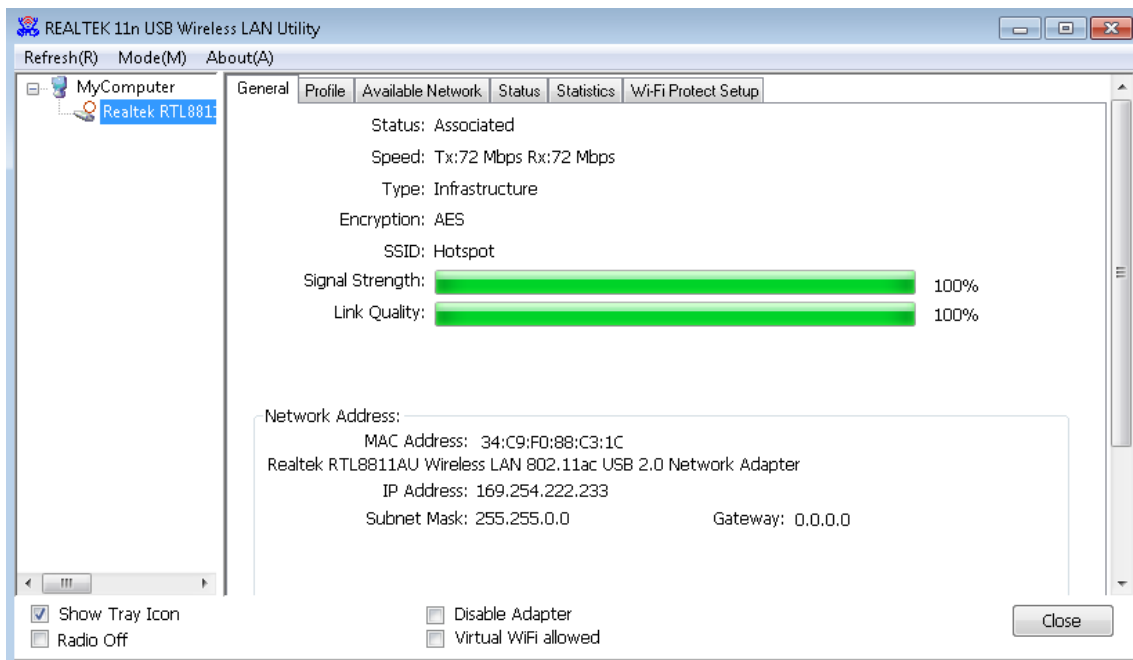 REALTEK 11n USB Wireless LAN Utility
Refresh(R) Mode(M) About(A)
MyComputer
Realtek RTL8811
General Profile Available Network Status Statistics Wi-Fi Protect Setup
Status: Associated
Speed: Tx:72 Mbps Rx:72 Mbps
Type: Infrastructure
Encryption: AES
SSID: Hotspot
Signal Strength: 100%
Link Quality: 100%
Network Address:
MAC Address: 34:C9:F0:88:C3:1C
Realtek RTL8811AU Wireless LAN 802.11ac USB 2.0 Network Adapter
IP Address: 169.254.222.233
Subnet Mask: 255.255.0.0 Gateway: 0.0.0.0
Show Tray Icon Disable Adapter Close
Radio Off Virtual WiFi allowed